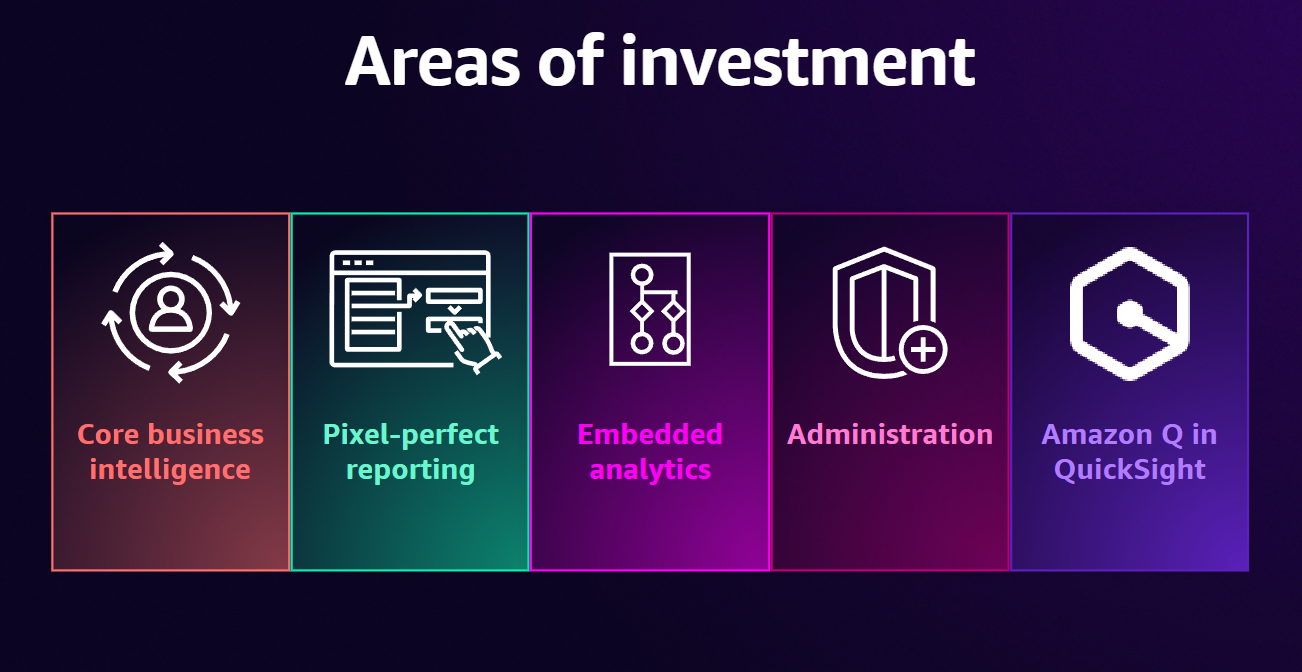 Areas of investment
Core business
intelligence
Pixel-perfect
reporting
Embedded
analytics
Administration
Amazon Q in
QuickSight